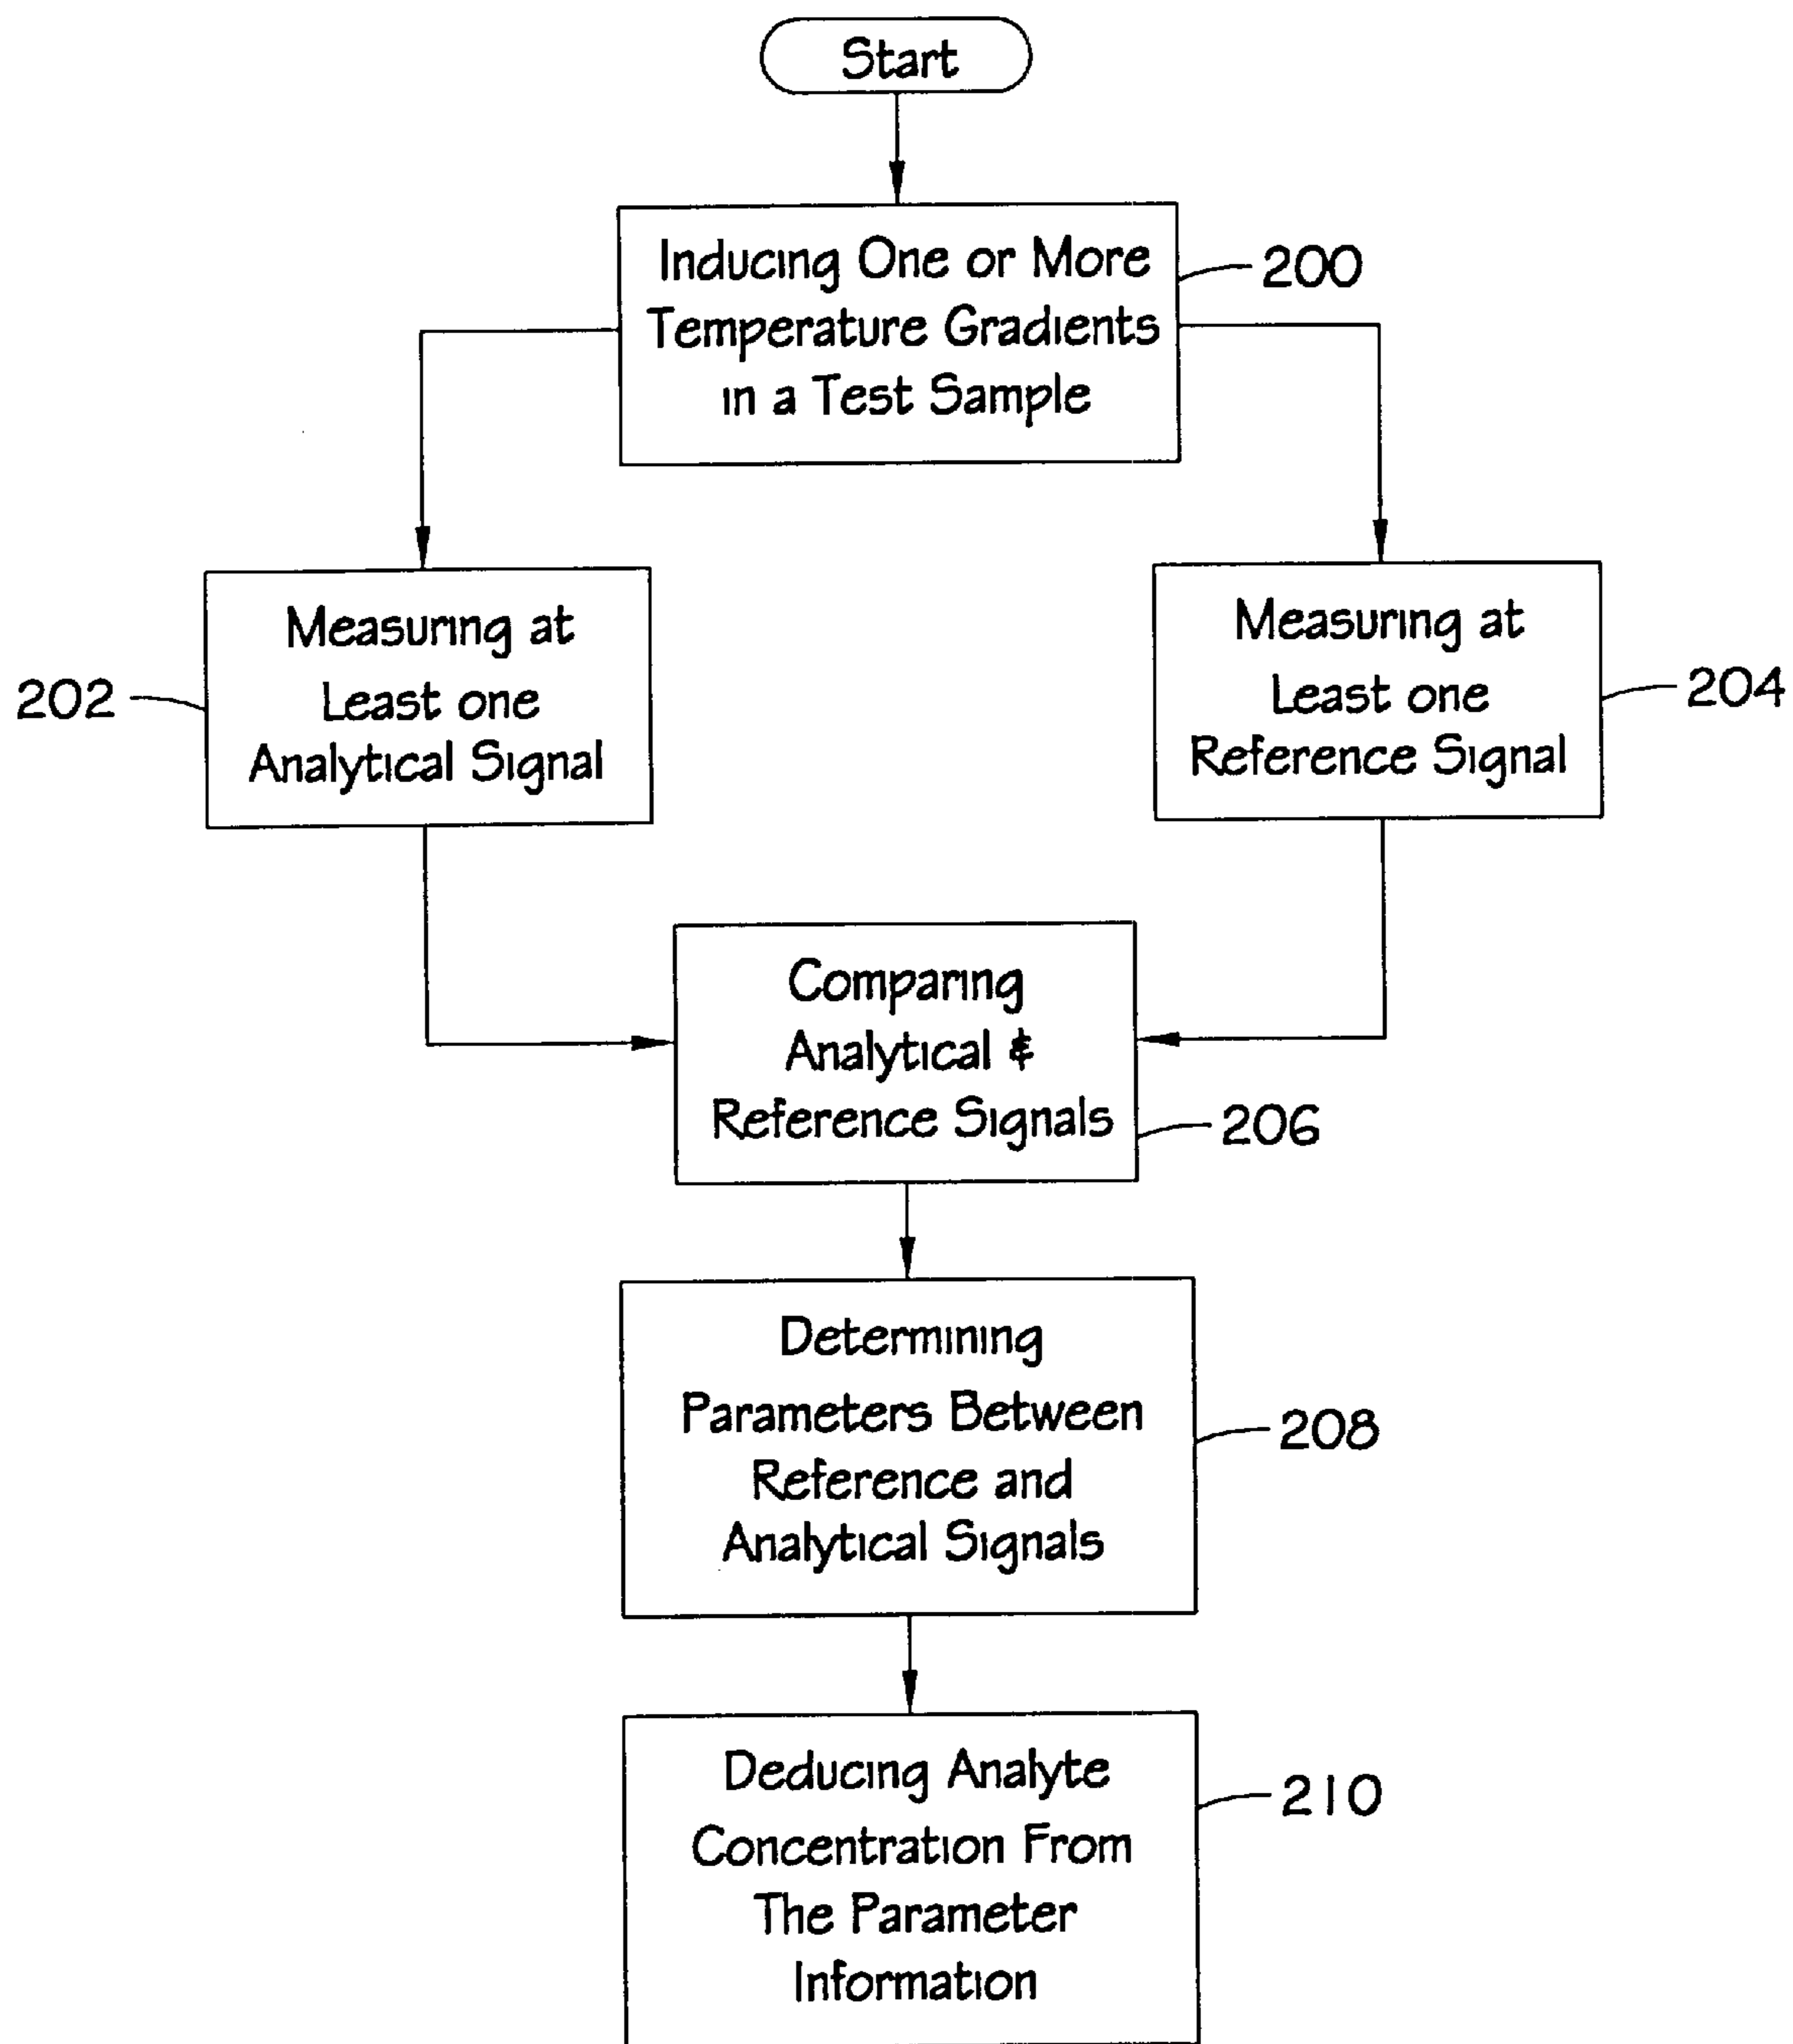 Start
Inducing One or More
Temperature Gradients
in a Test Sample
200
Measuring at
Least one
Analytical Signal
202
Measuring at
Least one
Reference Signal
204
Comparing
Analytical &
Reference Signals
206
Determining
Parameters Between
Reference and
Analytical Signals
208
Deducing Analyte
Concentration From
The Parameter
Information
210